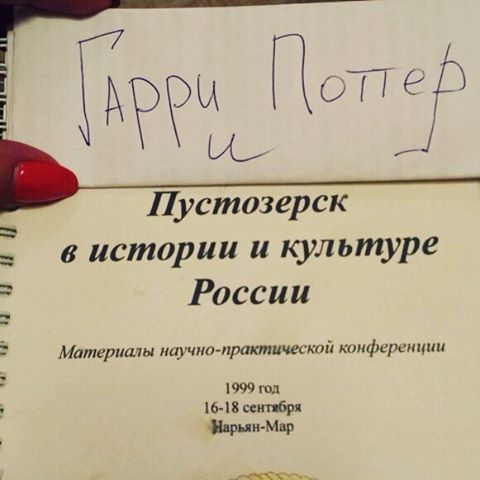 Гарри Поттер
и
Пустозерск
в истории и культуре
России
Материалы научно-практической конференции
1999 год
16-18 сентября
Нарьян-Мар